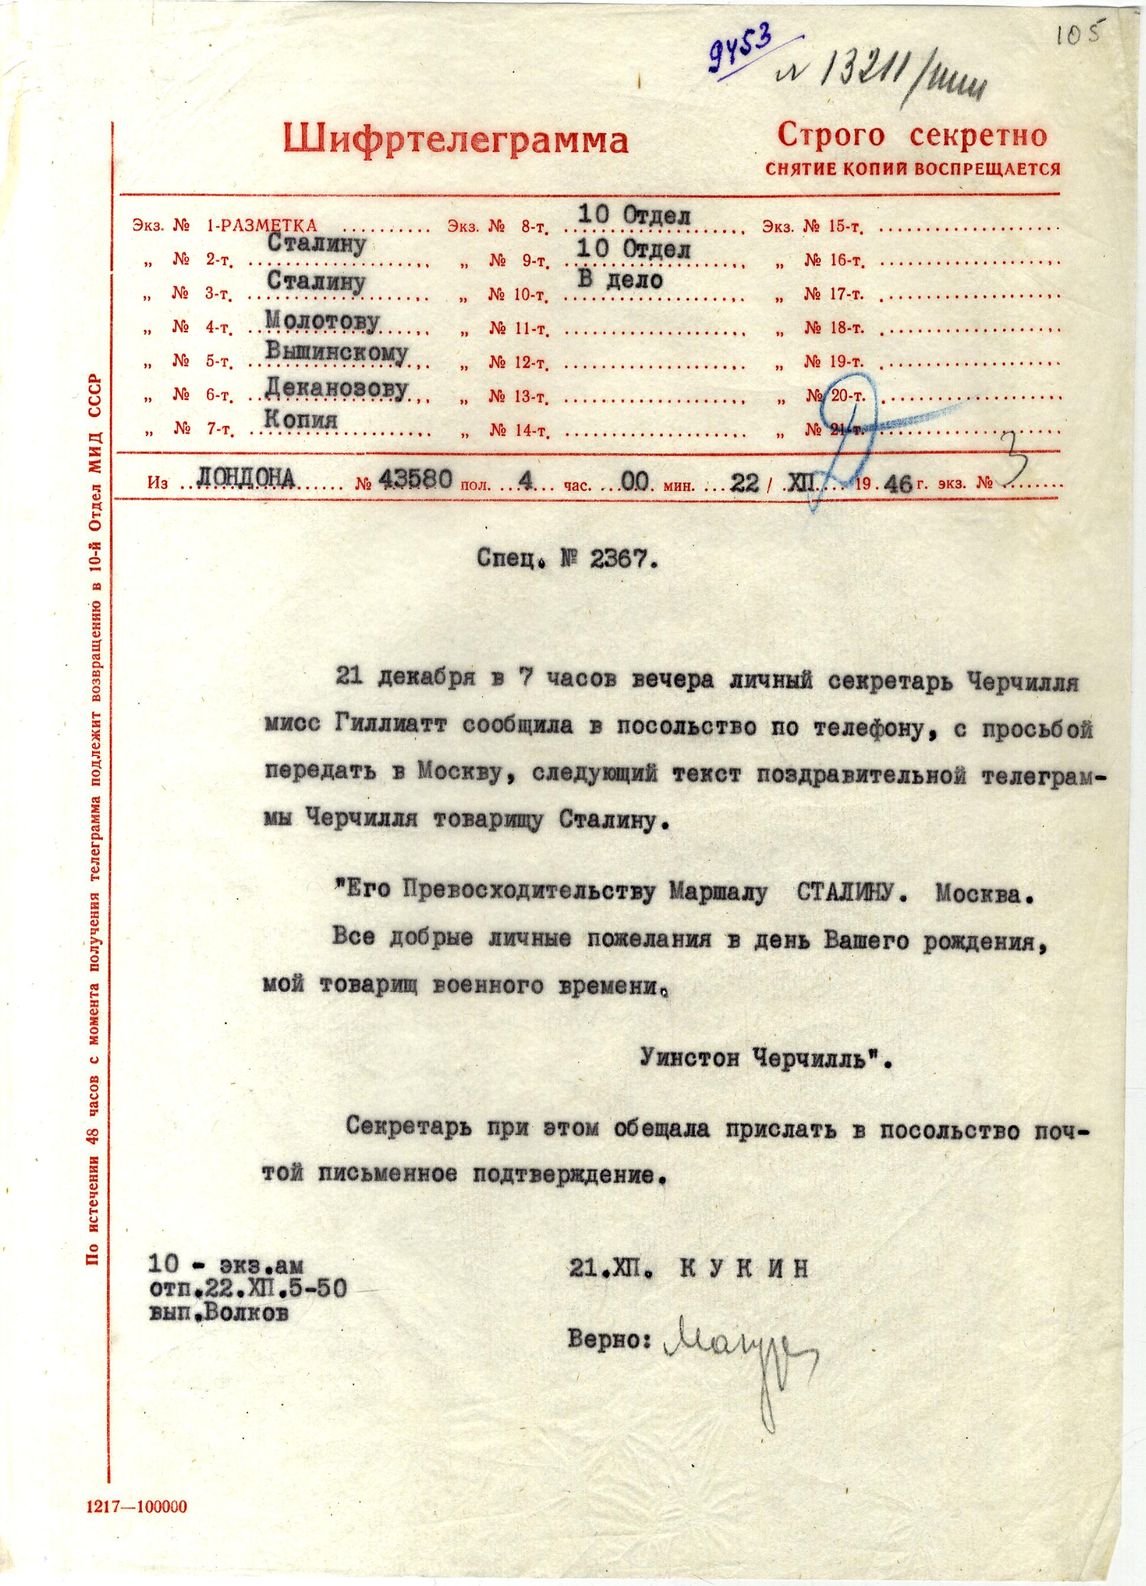 105
9453
№ 13211/
Шифртелеграмма
Строго секретно
СНЯТИЕ КОПИЙ ВОСПРЕЩАЕТСЯ
Экз. № 1-РАЗМЕТКА .......... Экз. № 8-т. 10 Отдел Экз. № 15-т.
„ № 2-т. Сталину „ № 9-т. 10 Отдел „ № 16-т.
„ № 3-т. Сталину „ № 10-т. В дело „ № 17-т.
„ № 4-т. Молотову „ № 11-т. „ № 18-т.
„ № 5-т. Вышинскому „ № 12-т. „ № 19-т.
„ № 6-т. Деканозову „ № 13-т. „ № 20-т.
„ № 7-т. Копия „ № 14-т. „ № 21-т.
Из ЛОНДОНА № 43580 пол. 4 час. 00 мин. 22 / XII 1946 г. экз. № 3
Спец. № 2367.
21 декабря в 7 часов вечера личный секретарь Черчилля
мисс Гиллиатт сообщила в посольство по телефону, с просьбой
передать в Москву, следующий текст поздравительной телеграм-
мы Черчилля товарищу Сталину.
"Его Превосходительству Маршалу СТАЛИНУ. Москва.
Все добрые личные пожелания в день Вашего рождения,
мой товарищ военного времени.
Уинстон Черчилль".
Секретарь при этом обещала прислать в посольство поч-
той письменное подтверждение.
10 - экз.ам
отп.22.XII.5-50
вып.Волков
21.XII. КУКИН
Верно:
По истечении 48 часов с момента получения телеграмма подлежит возвращению в 10-й Отдел МИД СССР
1217—100000